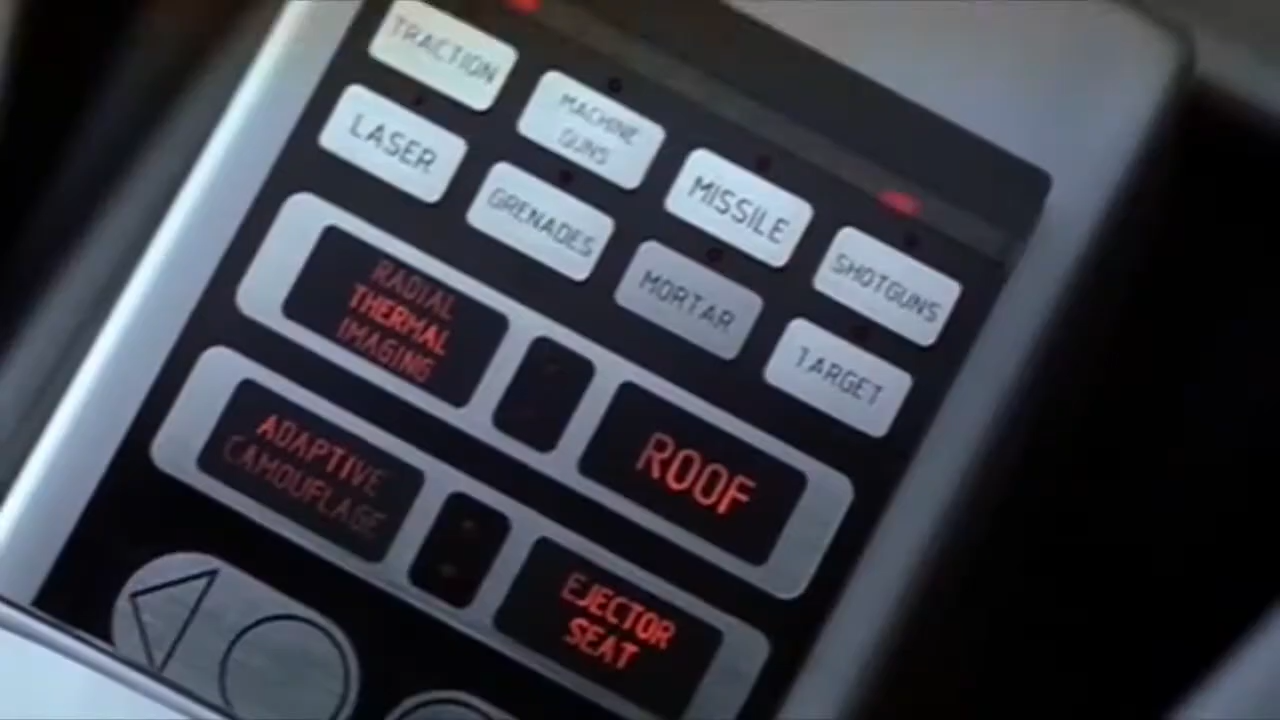 TRACTION
MACHINE
GUNS
MISSILE
SHOTGUNS
LASER
GRENADES
MORTAR
TARGET
RADIAL
THERMAL
IMAGING
ROOF
ADAPTIVE
CAMOUFLAGE
EJECTOR
SEAT